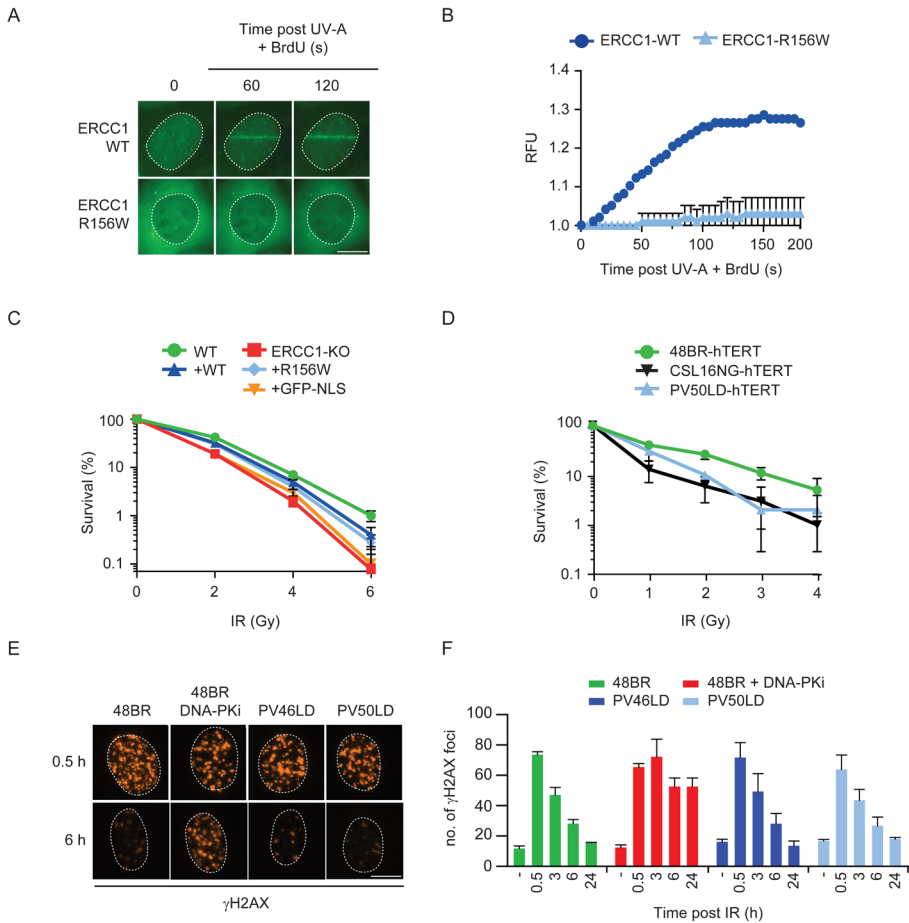 A
Time post UV-A
+ BrdU (s)
0 60 120
ERCC1
WT
ERCC1
R156W
B
ERCC1-WT ERCC1-R156W
1.4
1.3
1.2
1.1
1.0
RFU
0 50 100 150 200
Time post UV-A + BrdU (s)
C
WT ERCC1-KO
+WT +R156W
+GFP-NLS
100
10
1
0.1
Survival (%)
0 2 4 6
IR (Gy)
D
48BR-hTERT
CSL16NG-hTERT
PV50LD-hTERT
100
10
1
0.1
Survival (%)
0 1 2 3 4
IR (Gy)
E
48BR
48BR
DNA-PKi
PV46LD PV50LD
0.5 h
6 h
γH2AX
F
48BR 48BR + DNA-PKi
PV46LD PV50LD
100
80
60
40
20
0
no. of γH2AX foci
- 0.5 3 6 24 - 0.5 3 6 24 - 0.5 3 6 24 - 0.5 3 6 24
Time post IR (h)